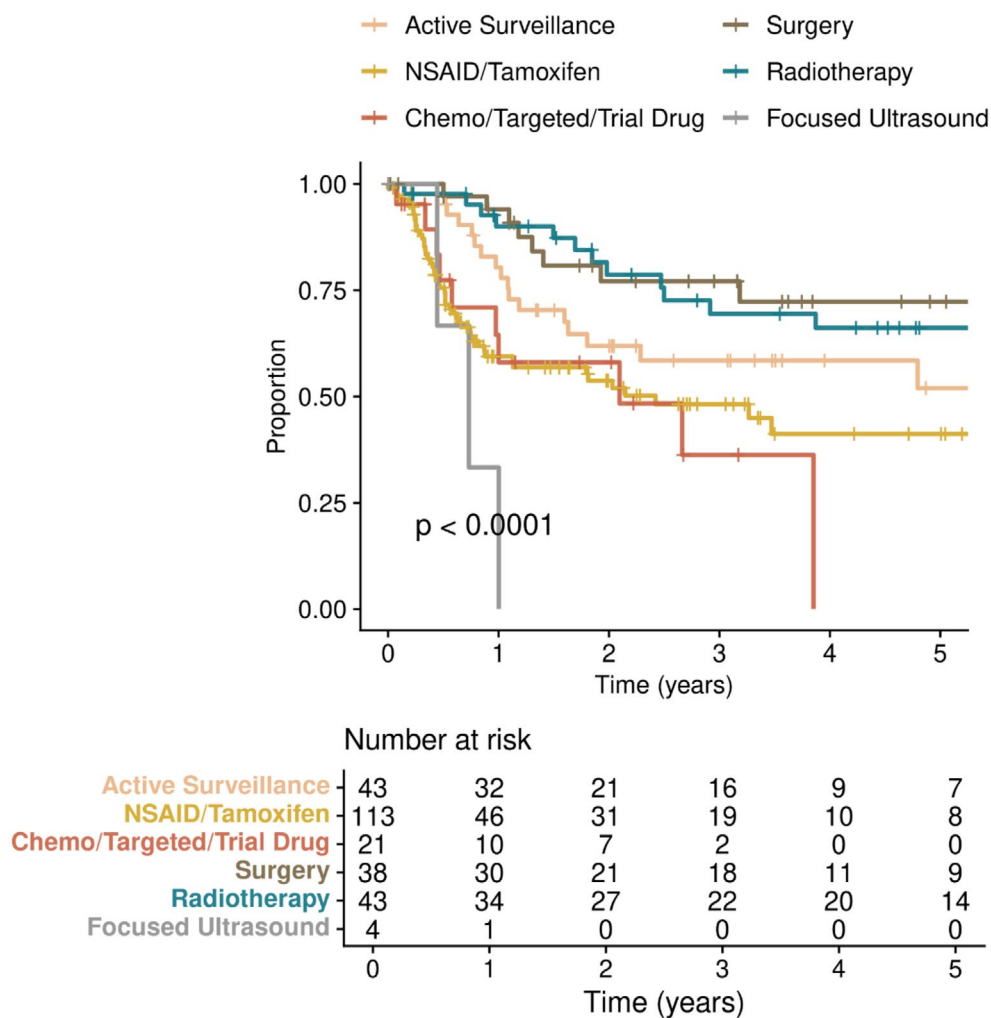 Active Surveillance Surgery
NSAID/Tamoxifen Radiotherapy
Chemo/Targeted/Trial Drug Focused Ultrasound
1.00
0.75
0.50
0.25
0.00
Proportion
p < 0.0001
0 1 2 3 4 5
Time (years)
Number at risk
Active Surveillance 43 32 21 16 9 7
NSAID/Tamoxifen 113 46 31 19 10 8
Chemo/Targeted/Trial Drug 21 10 7 2 0 0
Surgery 38 30 21 18 11 9
Radiotherapy 43 34 27 22 20 14
Focused Ultrasound 4 1 0 0 0 0
0 1 2 3 4 5
Time (years)